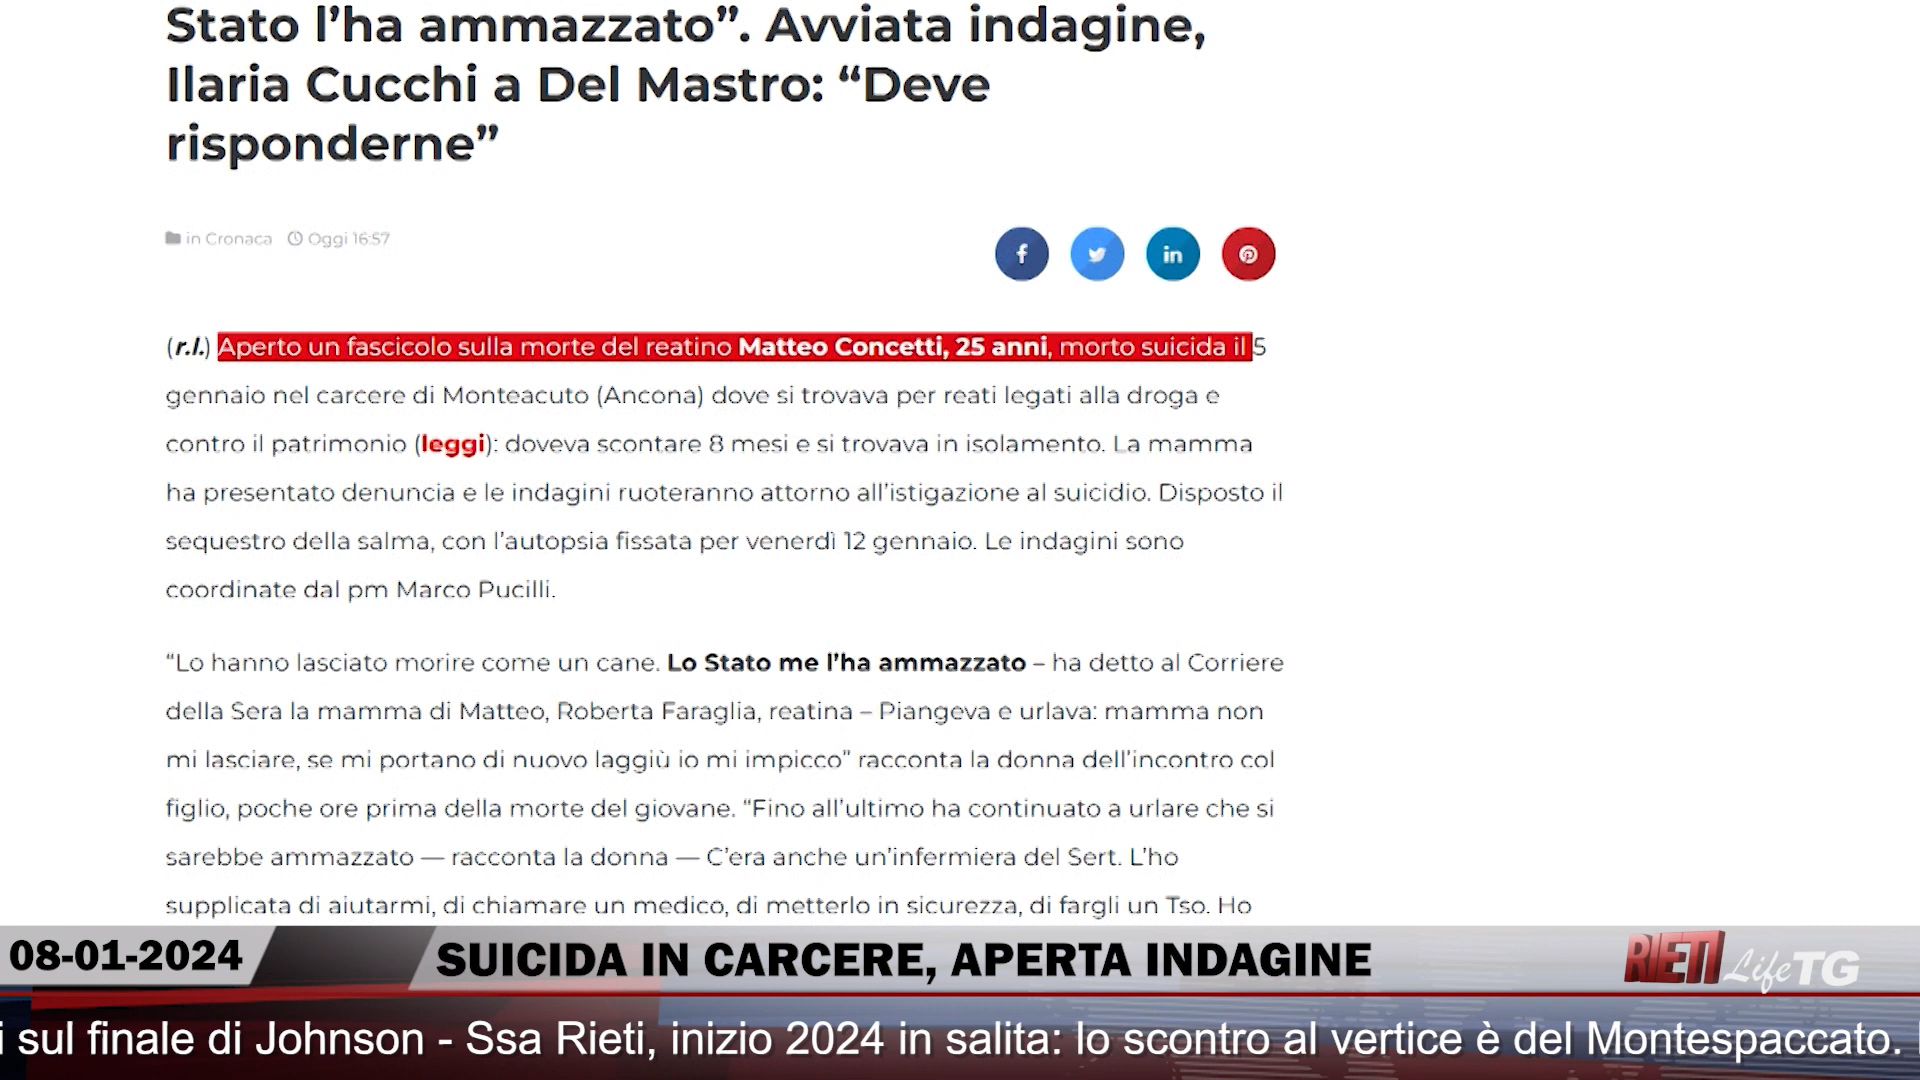 Stato l’ha ammazzato”. Avviata indagine,
Ilaria Cucchi a Del Mastro: “Deve
risponderne”
in Cronaca Oggi 16:57
(r.l.) Aperto un fascicolo sulla morte del reatino Matteo Concetti, 25 anni, morto suicida il 5
gennaio nel carcere di Monteacuto (Ancona) dove si trovava per reati legati alla droga e
contro il patrimonio (leggi): doveva scontare 8 mesi e si trovava in isolamento. La mamma
ha presentato denuncia e le indagini ruoteranno attorno all’istigazione al suicidio. Disposto il
sequestro della salma, con l’autopsia fissata per venerdì 12 gennaio. Le indagini sono
coordinate dal pm Marco Pucilli.
“Lo hanno lasciato morire come un cane. Lo Stato me l’ha ammazzato – ha detto al Corriere
della Sera la mamma di Matteo, Roberta Faraglia, reatina – Piangeva e urlava: mamma non
mi lasciare, se mi portano di nuovo laggiù io mi impicco” racconta la donna dell’incontro col
figlio, poche ore prima della morte del giovane. “Fino all’ultimo ha continuato a urlare che si
sarebbe ammazzato — racconta la donna — C’era anche un’infermiera del Sert. L’ho
supplicata di aiutarmi, di chiamare un medico, di metterlo in sicurezza, di fargli un Tso. Ho
08-01-2024
SUICIDA IN CARCERE, APERTA INDAGINE
RIETI Life TG
i sul finale di Johnson - Ssa Rieti, inizio 2024 in salita: lo scontro al vertice è del Montespaccato.